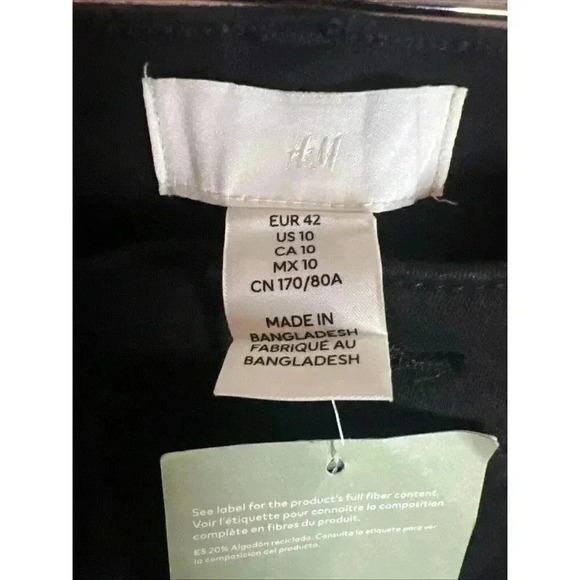 H&M
EUR 42
US 10
CA 10
MX 10
CN 170/80A
MADE IN
BANGLADESH
FABRIQUÉ AU
BANGLADESH
See label for the product's full fiber content.
Voir l'étiquette pour connaître la composition
complète en fibres du produit.
ES 20% Algodón reciclado. Consulta la etiqueta para ver
la composición del producto.